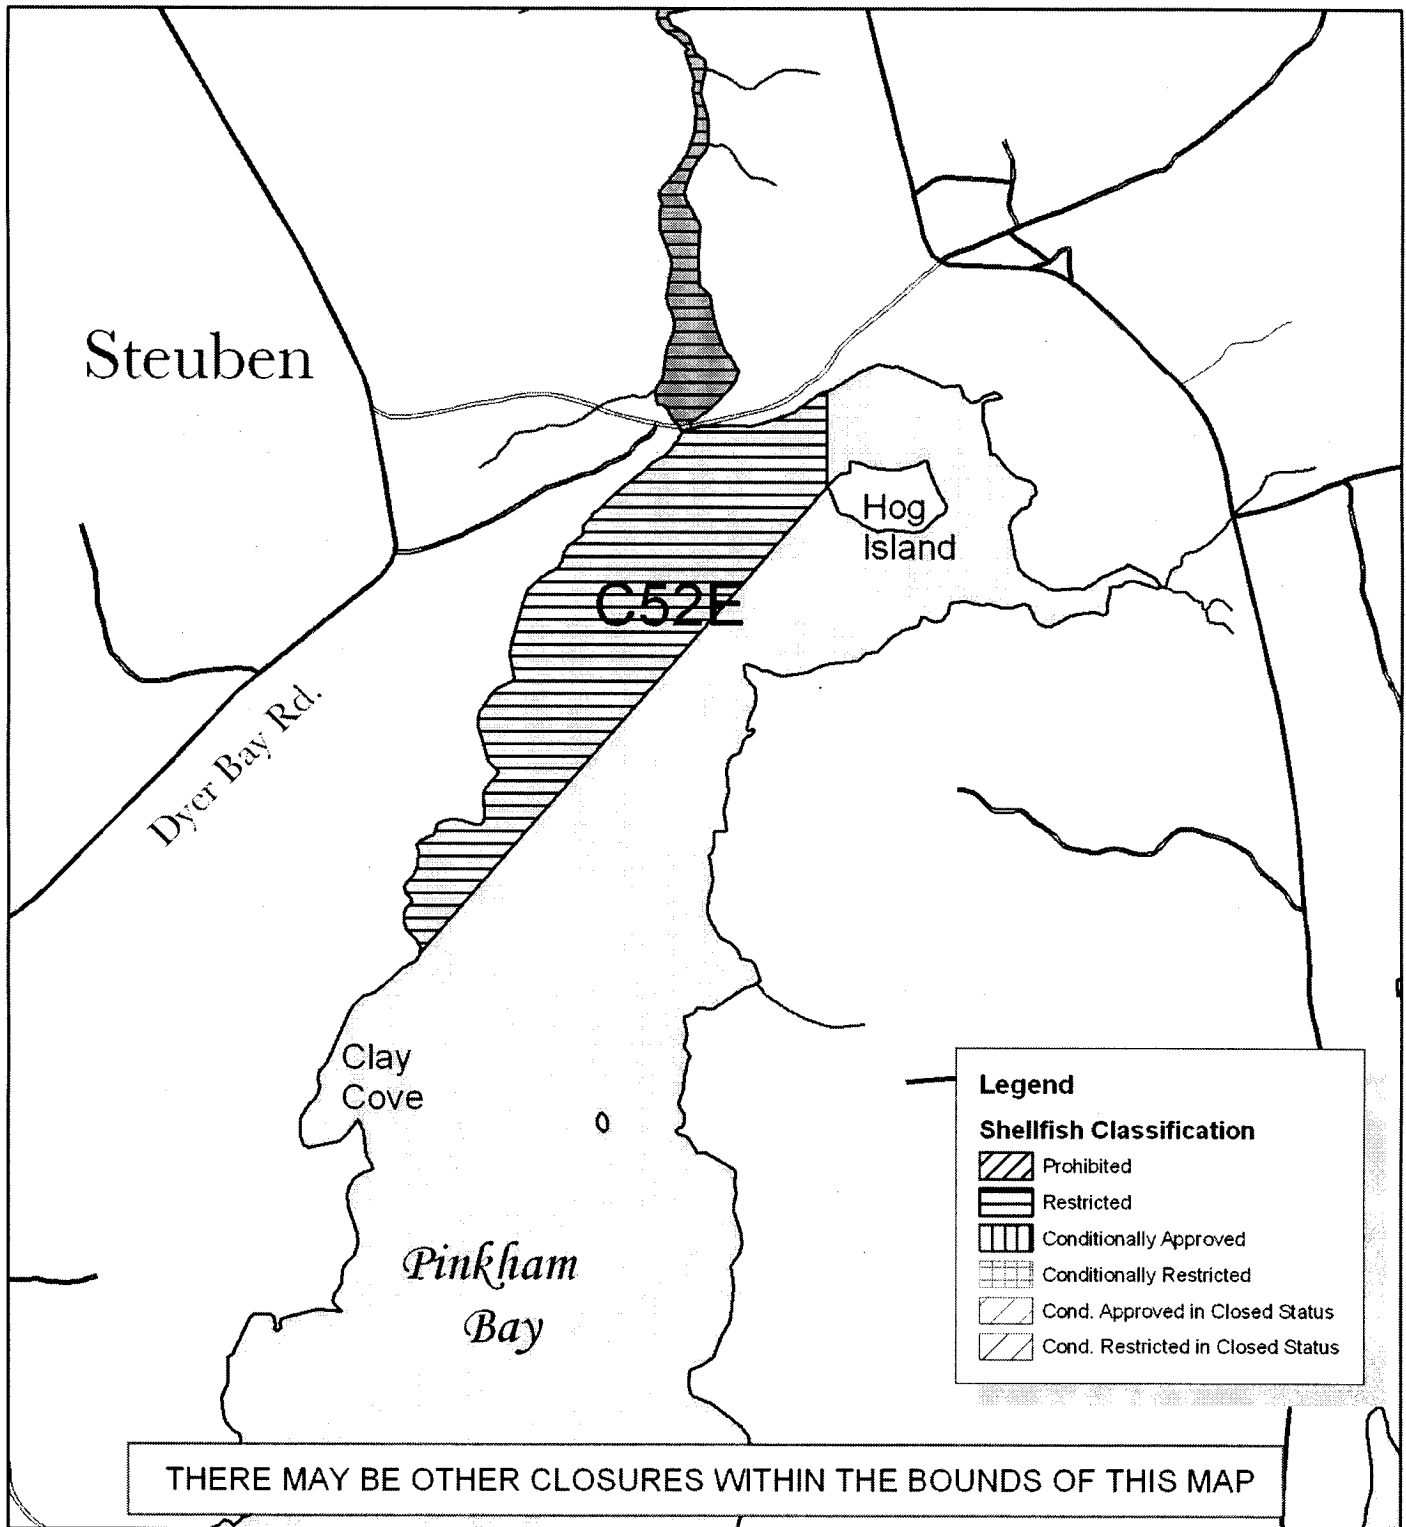 Steuben
Hog
Island
C52E
Dyer Bay Rd.
Clay
Cove
Pinkham
Bay
Legend
Shellfish Classification
Prohibited
Restricted
Conditionally Approved
Conditionally Restricted
Cond. Approved in Closed Status
Cond. Restricted in Closed Status
THERE MAY BE OTHER CLOSURES WITHIN THE BOUNDS OF THIS MAP